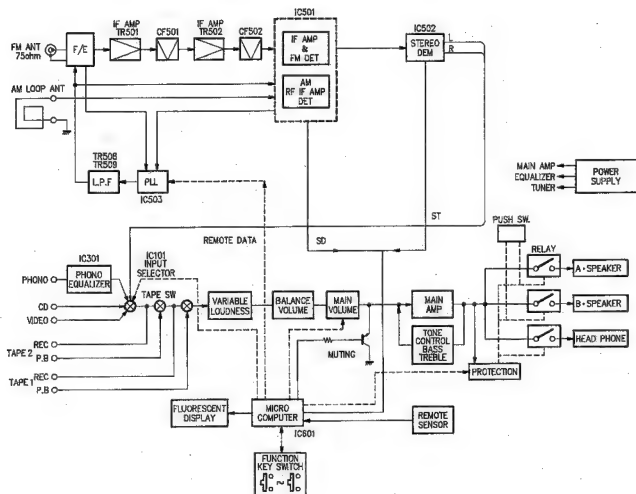 IC501
IF AMP
TR501
CF501
IF AMP
TR502
CF502
IC502
FM ANT
75ohm
F/E
IF AMP
&
FM DET
STEREO
DEM
L
R
AM LOOP ANT
AM
RF IF AMP
DET
TR508
TR509
L.P.F
PLL
IC503
MAIN AMP
EQUALIZER
TUNER
POWER
SUPPLY
REMOTE DATA
SD
ST
PUSH SW.
RELAY
IC301
PHONO
PHONO
EQUALIZER
IC101
INPUT
SELECTOR
TAPE SW
CD
VIDEO
VARIABLE
LOUDNESS
BALANCE
VOLUME
MAIN
VOLUME
MAIN
AMP
A·SPEAKER
B·SPEAKER
HEAD PHONE
TAPE 2
REC
P.B
TAPE 1
REC
P.B
MUTING
TONE
CONTROL
BASS
TREBLE
PROTECTION
FLUORESCENT
DISPLAY
MICRO
COMPUTER
IC601
REMOTE
SENSOR
FUNCTION
KEY SWITCH
~